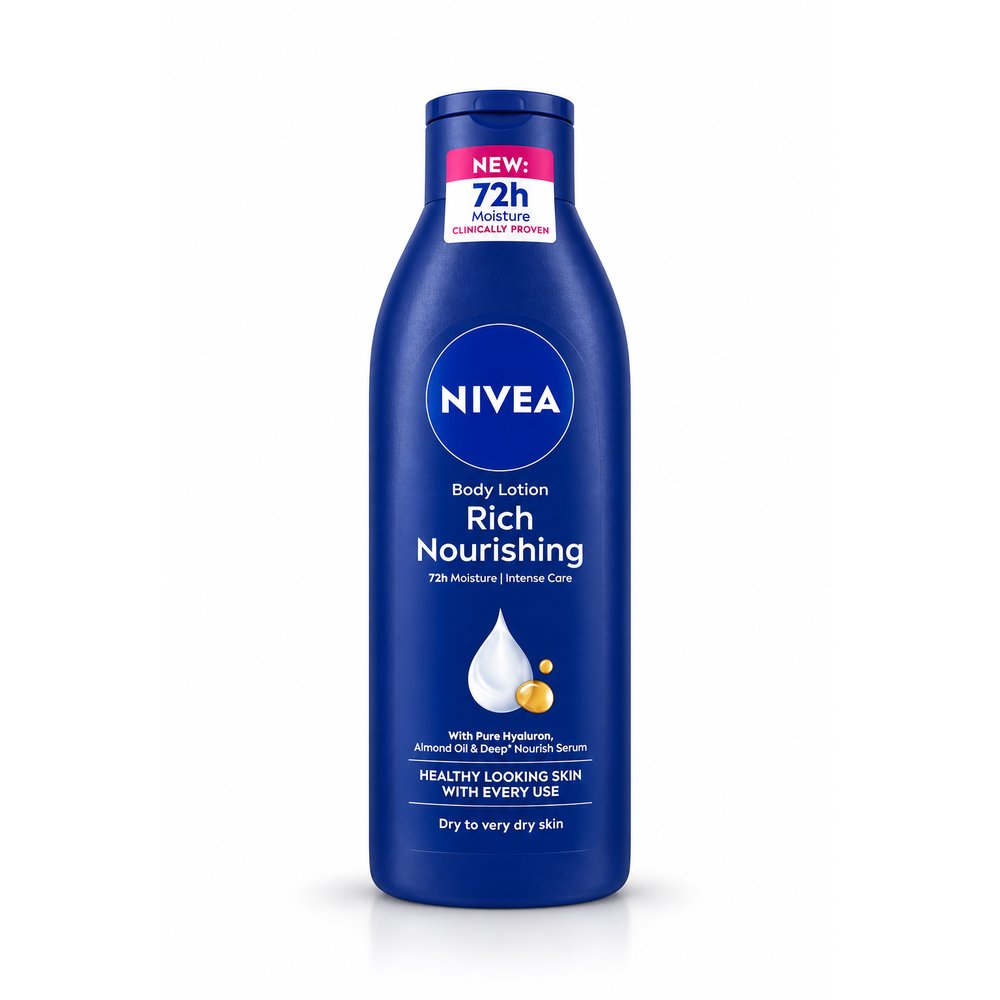 NEW:
72h
Moisture
CLINICALLY PROVEN
NIVEA
Body Lotion
Rich
Nourishing
72h Moisture | Intense Care
With Pure Hyaluron,
Almond Oil & Deep* Nourish Serum
HEALTHY LOOKING SKIN
WITH EVERY USE
Dry to very dry skin